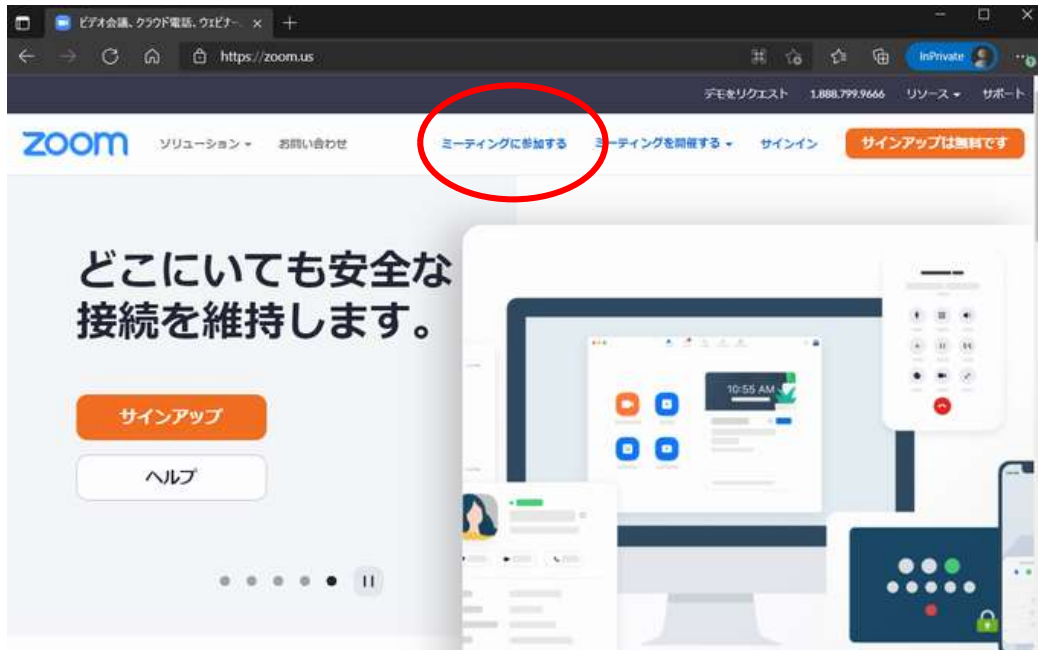 ビデオ会議、クラウド電話、ウェビナー
https://zoom.us
InPrivate
デモをリクエスト 1.888.799.9666 リソース サポート
zoom ソリューション お問い合わせ ミーティングに参加する ミーティングを開催する サインイン サインアップは無料です
どこにいても安全な
接続を維持します。
10:55 AM
サインアップ
ヘルプ